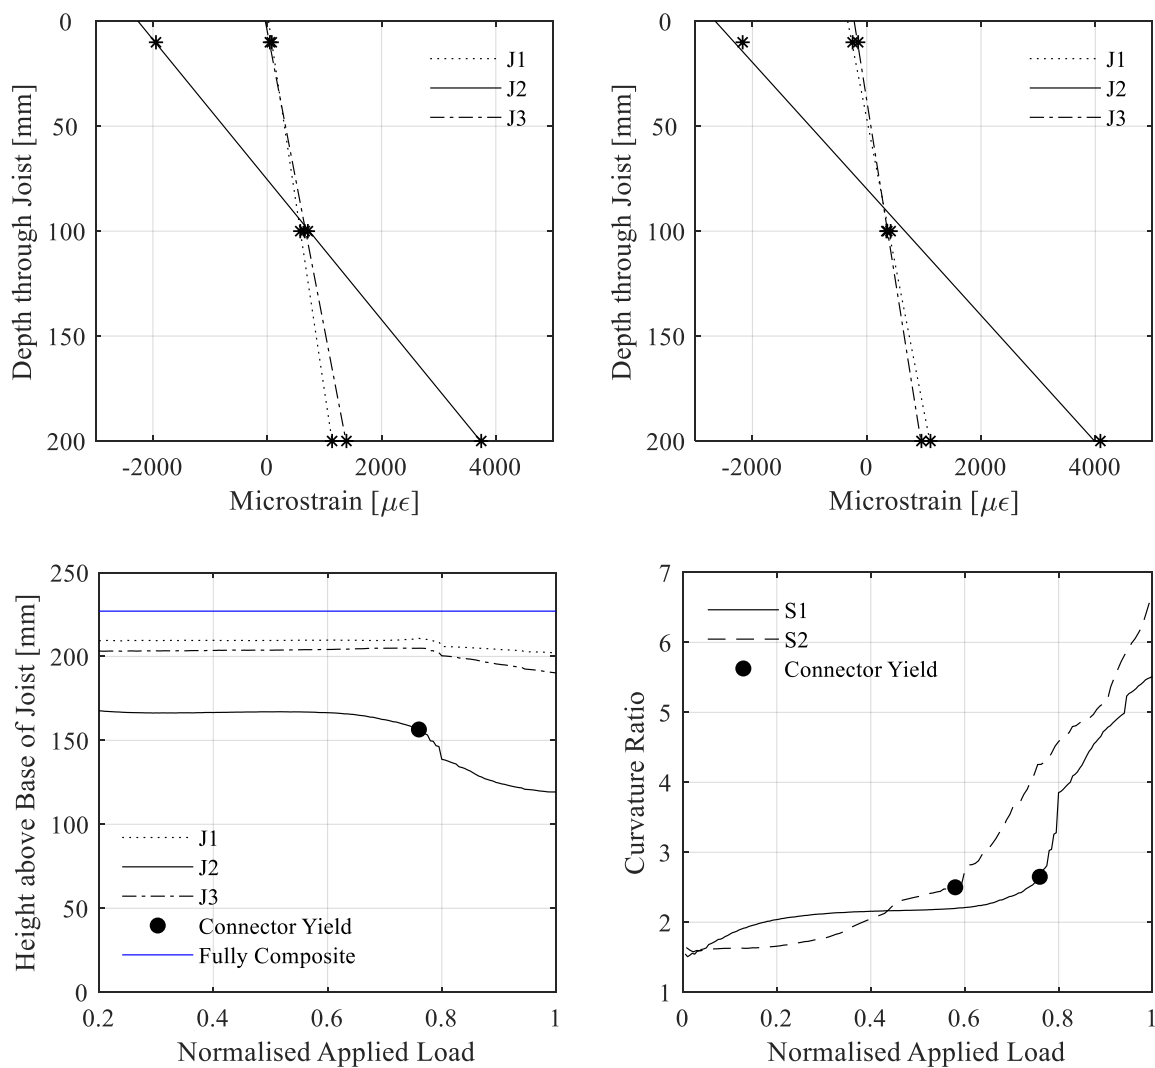 0
50
100
150
200
-2000
0
2000
4000
Depth through Joist [mm]
Microstrain [με]
J1
J2
J3
0
50
100
150
200
-2000
0
2000
4000
Depth through Joist [mm]
Microstrain [με]
J1
J2
J3
250
200
150
100
50
0
0.2
0.4
0.6
0.8
1
Height above Base of Joist [mm]
Normalised Applied Load
J1
J2
J3
Connector Yield
Fully Composite
7
6
5
4
3
2
1
0
0.2
0.4
0.6
0.8
1
Curvature Ratio
Normalised Applied Load
S1
S2
Connector Yield